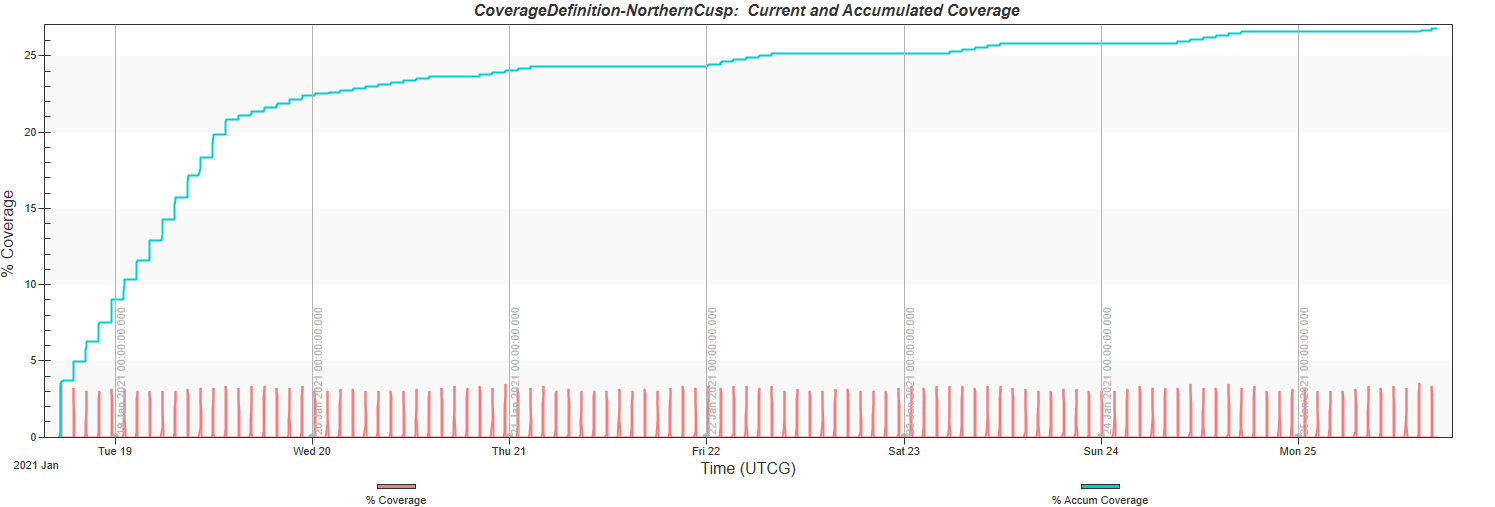 CoverageDefinition-NorthernCusp: Current and Accumulated Coverage
% Coverage
25
20
15
10
5
0
19 Jan 2021 00:00:00.000
20 Jan 2021 00:00:00.000
21 Jan 2021 00:00:00.000
22 Jan 2021 00:00:00.000
23 Jan 2021 00:00:00.000
24 Jan 2021 00:00:00.000
25 Jan 2021 00:00:00.000
Tue 19
Wed 20
Thu 21
Fri 22
Sat 23
Sun 24
Mon 25
2021 Jan
Time (UTCG)
% Coverage
% Accum Coverage